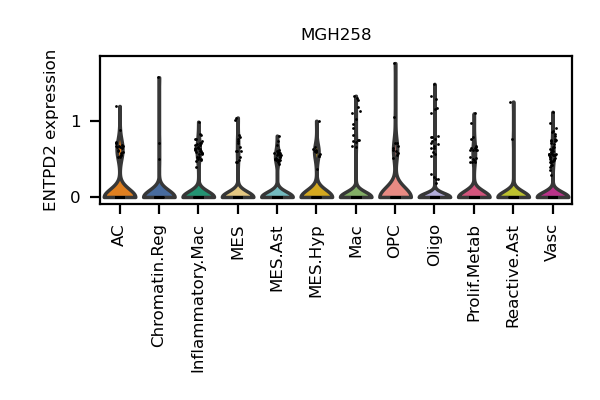 MGH258
ENTPD2 expression
1
0
AC
Chromatin.Reg
Inflammatory.Mac
MES
MES.Ast
MES.Hyp
Mac
OPC
Oligo
Prolif.Metab
Reactive.Ast
Vasc